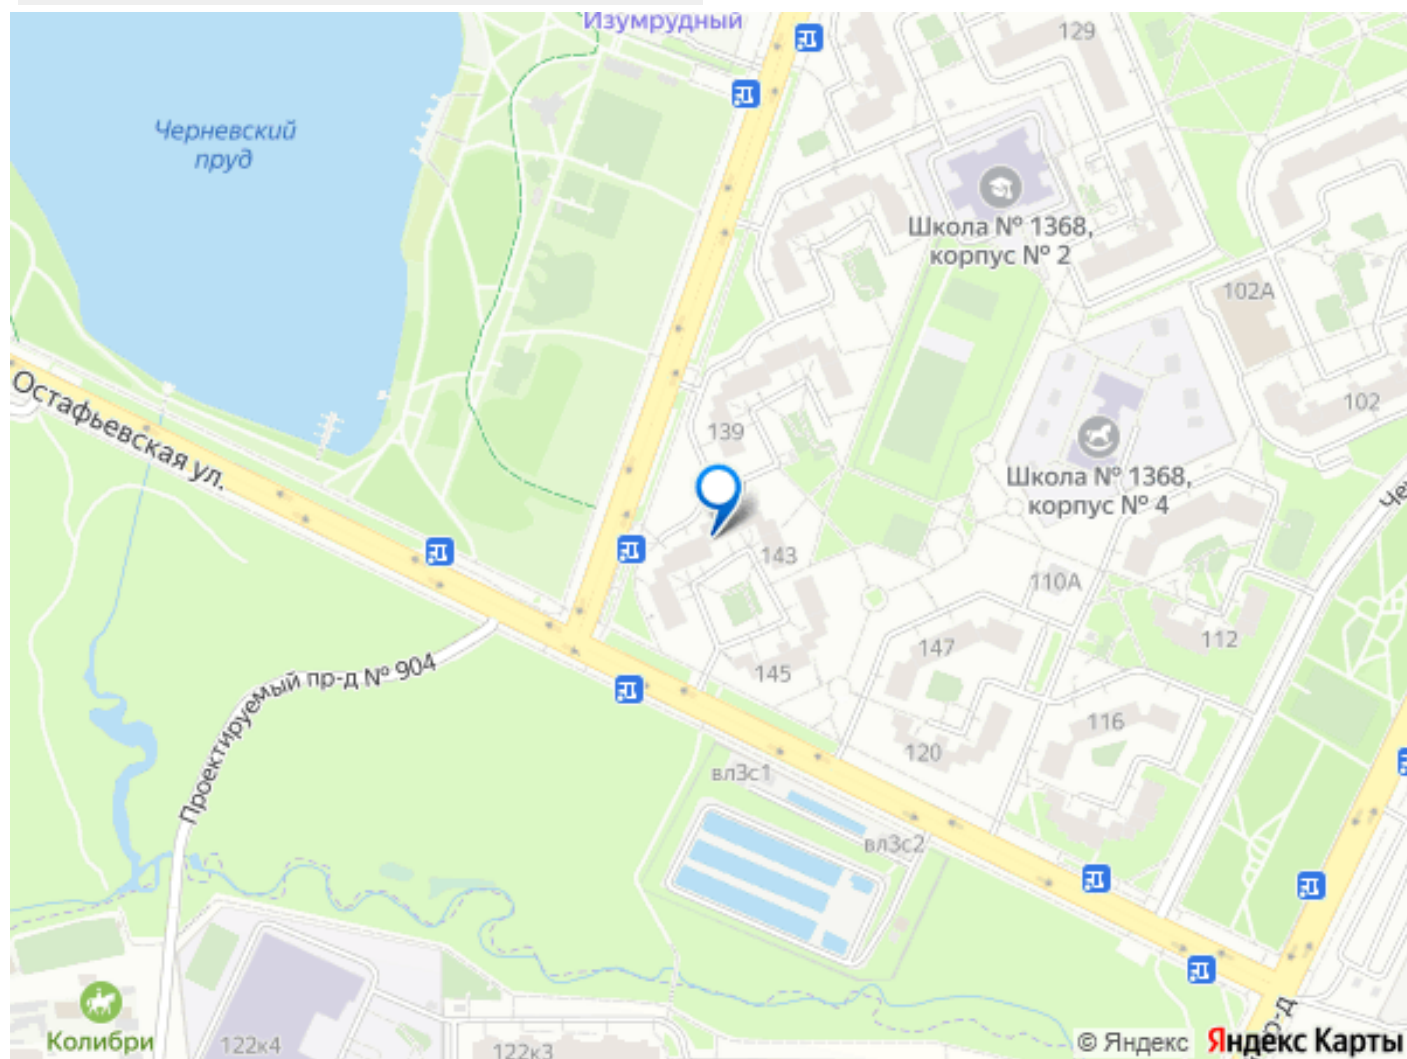 Изумрудный
129
Черневский
пруд
Школа № 1368,
корпус № 2
102А
102
Остафьевская ул.
139
Школа № 1368,
корпус № 4
143
110А
112
147
145
Проектируемый пр-д № 904
116
120
вл3с1
вл3с2
Колибри
122к4
122к3
© Яндекс Яндекс Карты